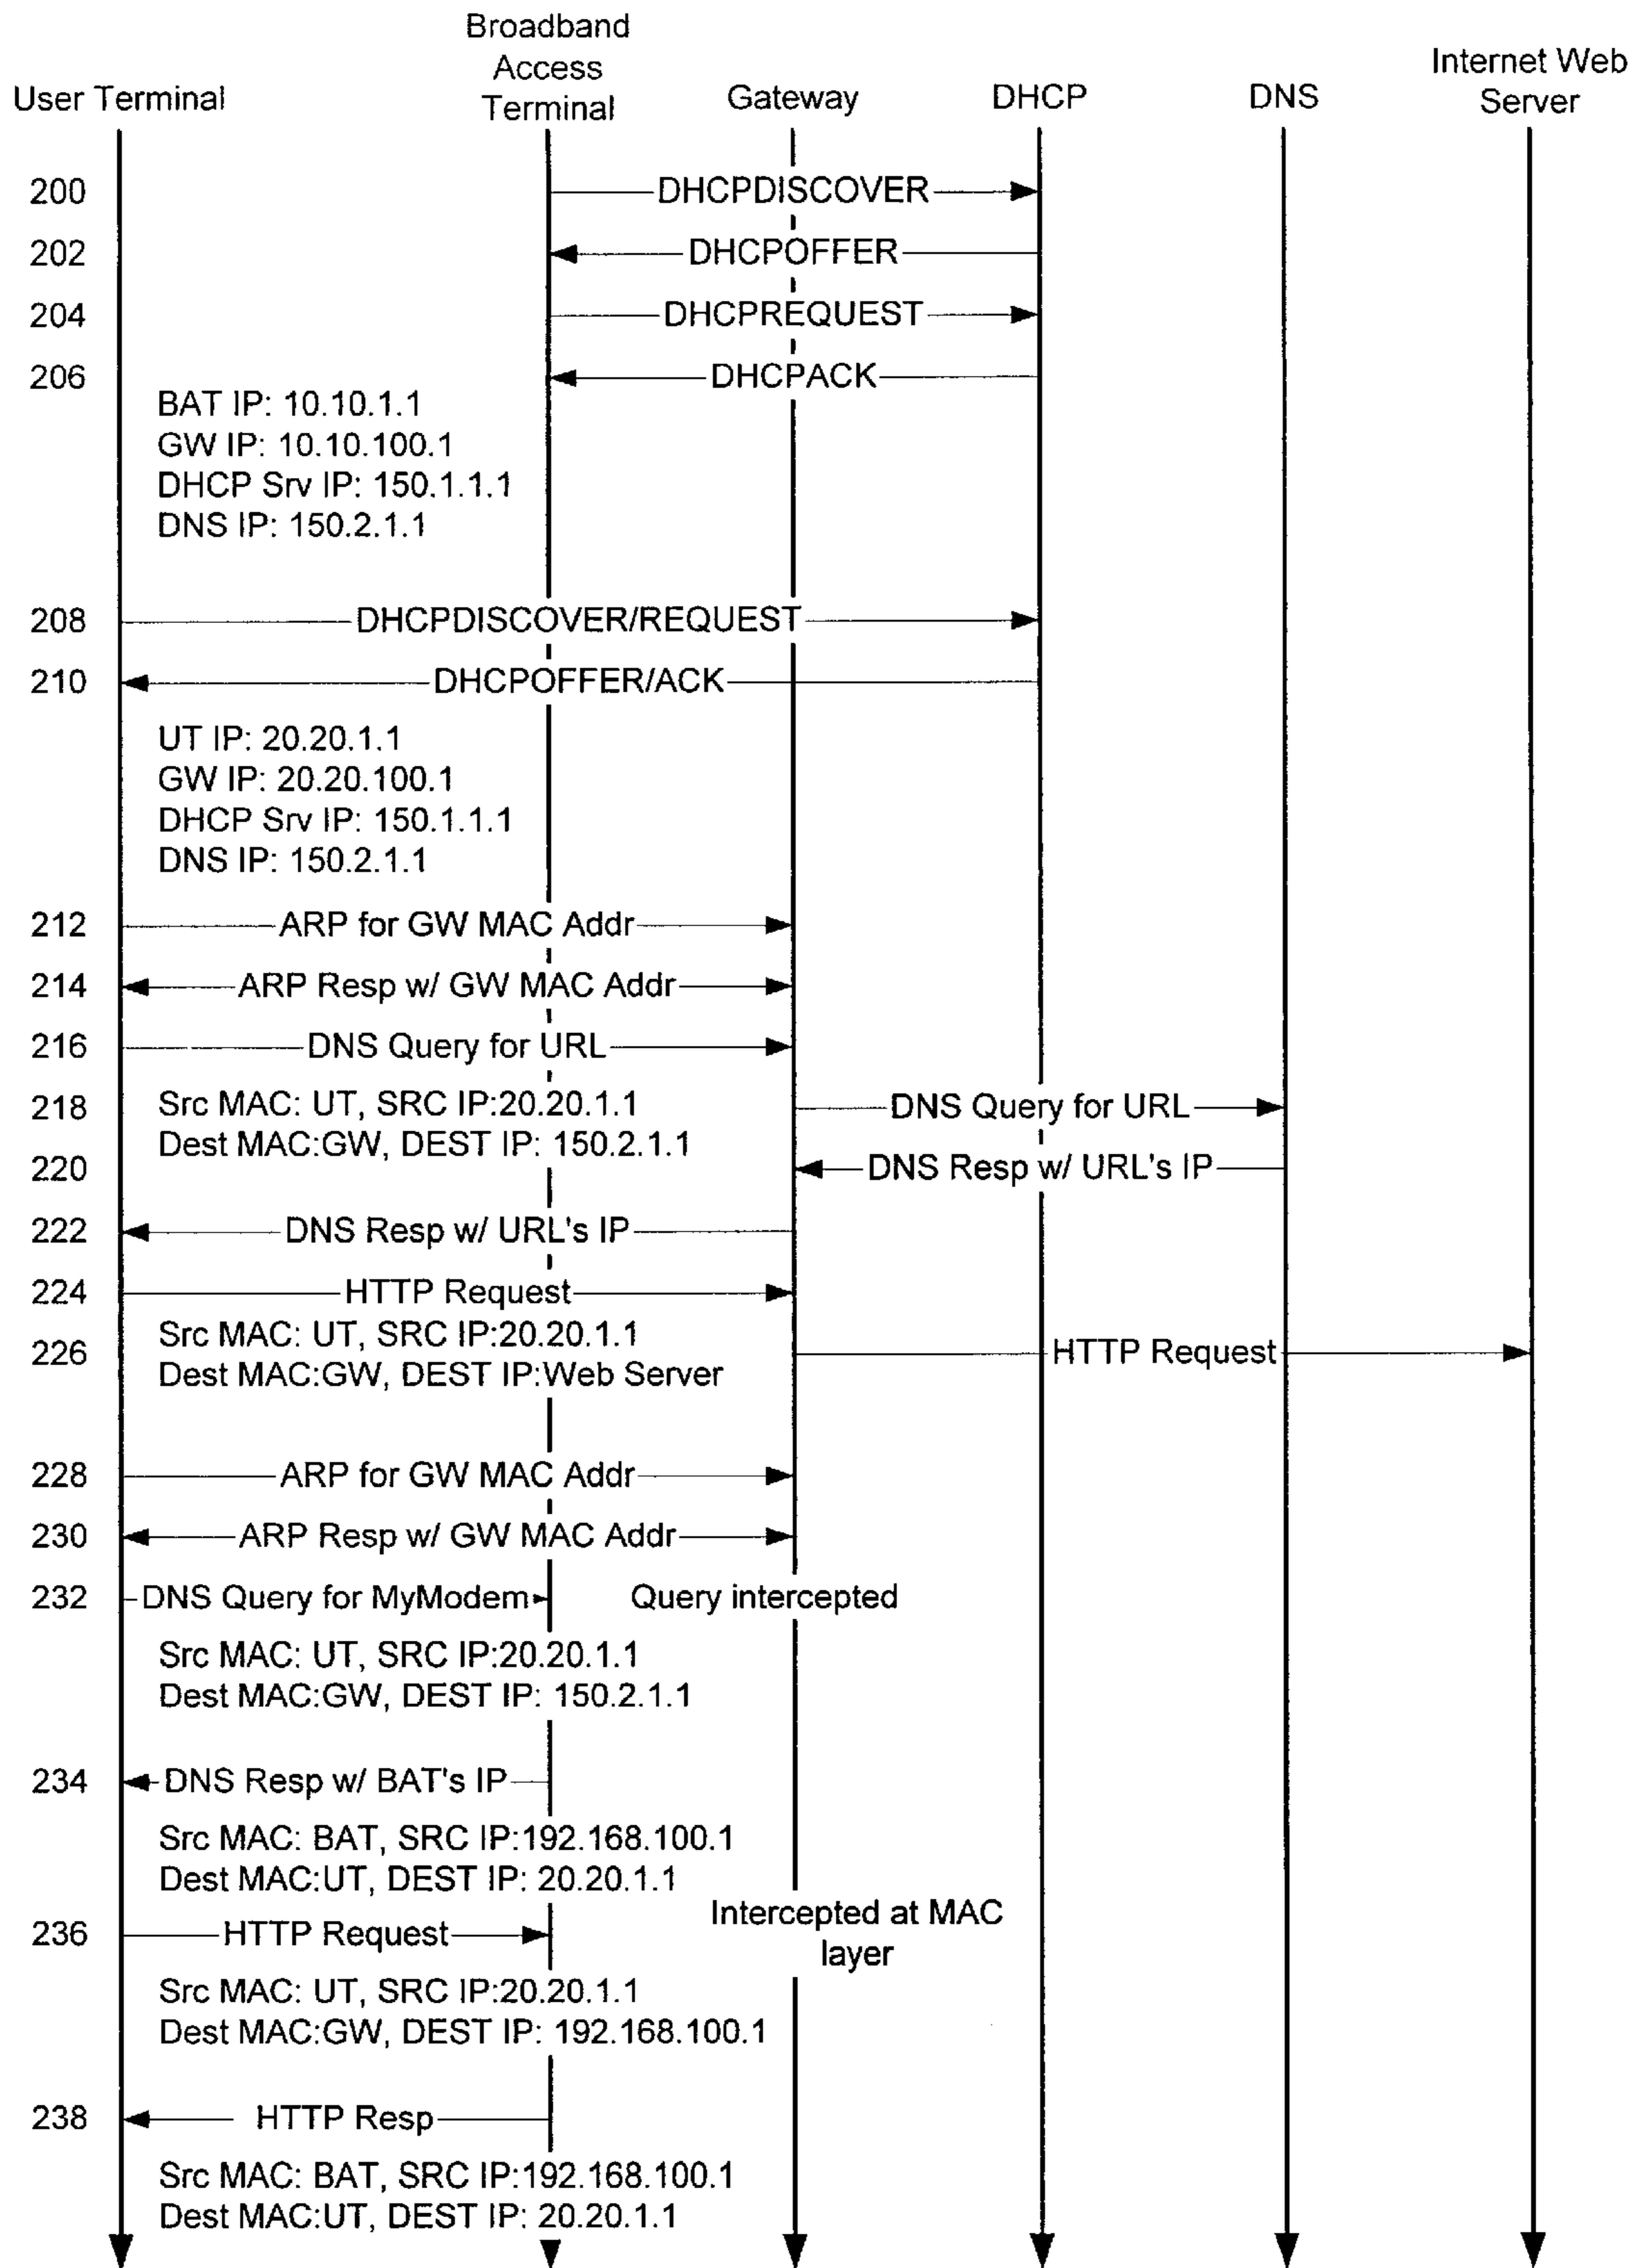 Broadband
Access
Terminal
Internet Web
Server
User Terminal
Gateway
DHCP
DNS
200
DHCPDISCOVER
202
DHCPOFFER
204
DHCPREQUEST
206
DHCPACK
BAT IP: 10.10.1.1
GW IP: 10.10.100.1
DHCP Srv IP: 150.1.1.1
DNS IP: 150.2.1.1
208
DHCPDISCOVER/REQUEST
210
DHCPOFFER/ACK
UT IP: 20.20.1.1
GW IP: 20.20.100.1
DHCP Srv IP: 150.1.1.1
DNS IP: 150.2.1.1
212
ARP for GW MAC Addr
214
ARP Resp w/ GW MAC Addr
216
DNS Query for URL
218
Src MAC: UT, SRC IP:20.20.1.1
Dest MAC:GW, DEST IP: 150.2.1.1
DNS Query for URL
220
DNS Resp w/ URL's IP
222
DNS Resp w/ URL's IP
224
HTTP Request
Src MAC: UT, SRC IP:20.20.1.1
Dest MAC:GW, DEST IP:Web Server
226
HTTP Request
228
ARP for GW MAC Addr
230
ARP Resp w/ GW MAC Addr
232
DNS Query for MyModem
Query intercepted
Src MAC: UT, SRC IP:20.20.1.1
Dest MAC:GW, DEST IP: 150.2.1.1
234
DNS Resp w/ BAT's IP
Src MAC: BAT, SRC IP:192.168.100.1
Dest MAC:UT, DEST IP: 20.20.1.1
236
HTTP Request
Intercepted at MAC
layer
Src MAC: UT, SRC IP:20.20.1.1
Dest MAC:GW, DEST IP: 192.168.100.1
238
HTTP Resp
Src MAC: BAT, SRC IP:192.168.100.1
Dest MAC:UT, DEST IP: 20.20.1.1